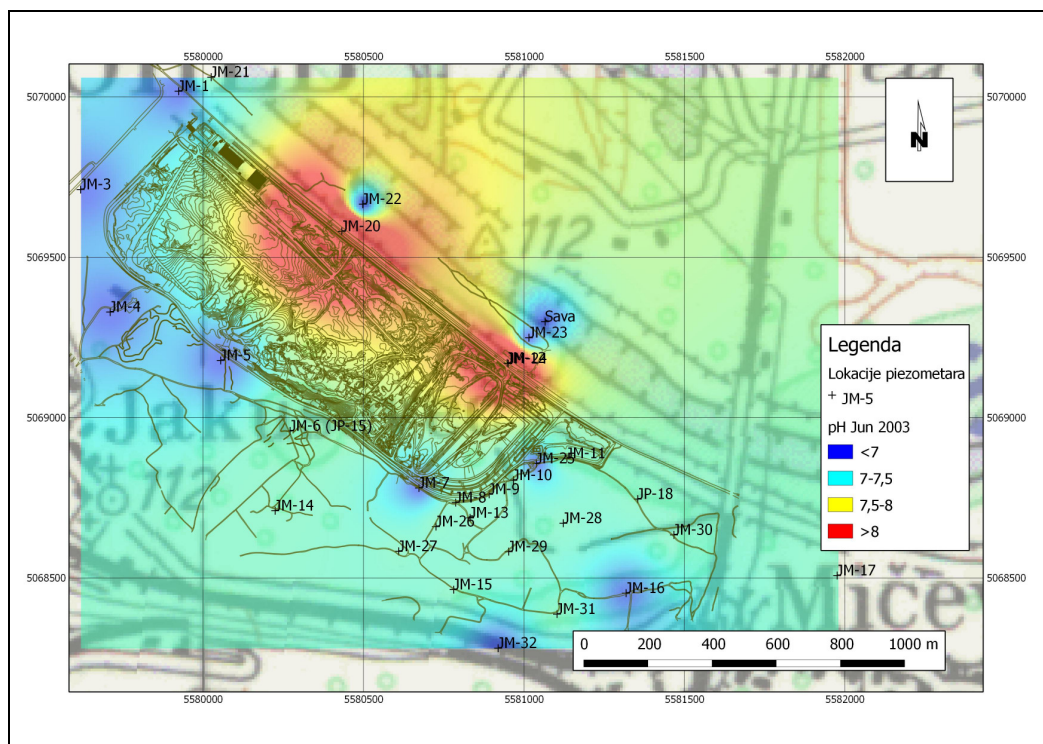 5580000 5580500 5581000 5581500 5582000
JM-21
JM-1
5070000 5070000
N
JM-3
JM-22
JM-20
112
5069500 5069500
JM-4
Sava
JM-23
JM-5
Legenda
Lokacije piezometara
JM-5
pH Jun 2003
<7
7-7,5
7,5-8
>8
5069000 5069000
Jak
JM-6 (JP-15)
JM-11
JM-25
JM-10
JM-7
JM-9
JM-8
JP-18
112
JM-14
JM-13
JM-26
JM-28
JM-30
JM-27
JM-29
JM-17
5068500 5068500
JM-15
JM-16
Miče
JM-31
JM-32
0 200 400 600 800 1000 m
5580000 5580500 5581000 5581500 5582000